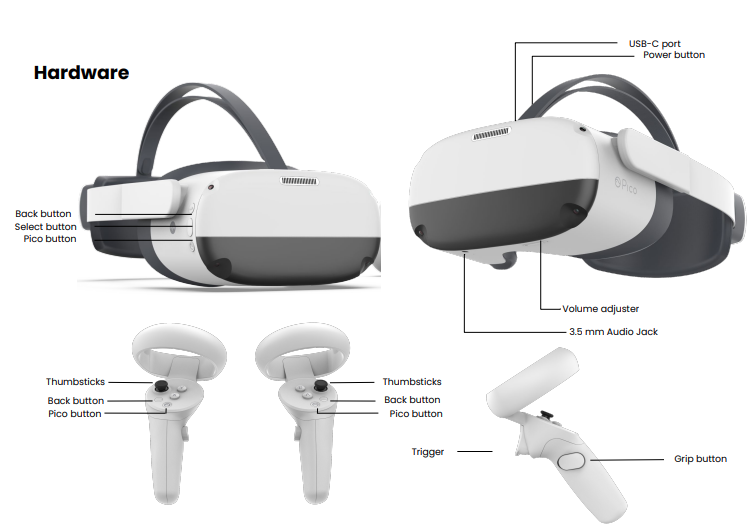 Hardware
USB-C port
Power button
Pico
Back button
Select button
Pico button
Volume adjuster
3.5 mm Audio Jack
Thumbsticks
Back button
Pico button
Thumbsticks
Back button
Pico button
Trigger
Grip button